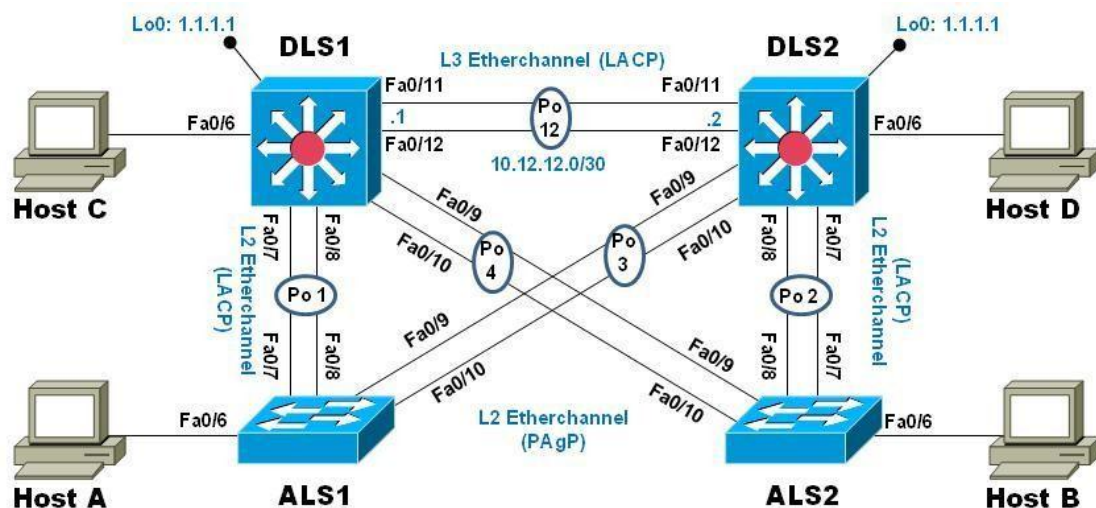 Lo0: 1.1.1.1
Lo0: 1.1.1.1
DLS1
DLS2
L3 Etherchannel (LACP)
Fa0/11
Fa0/11
Po
12
Fa0/6
.1
.2
Fa0/6
Fa0/12
Fa0/12
10.12.12.0/30
Host C
Host D
Fa0/9
Fa0/9
Fa0/10
Fa0/10
Po
4
Po
3
Fa0/7
Fa0/8
Fa0/8
Fa0/7
L2 Etherchannel
(LACP)
L2 Etherchannel
(LACP)
Po 1
Po 2
Fa0/7
Fa0/8
Fa0/8
Fa0/7
Fa0/9
Fa0/9
Fa0/10
Fa0/10
Fa0/6
L2 Etherchannel
(PAgP)
Fa0/6
Host A
ALS1
ALS2
Host B